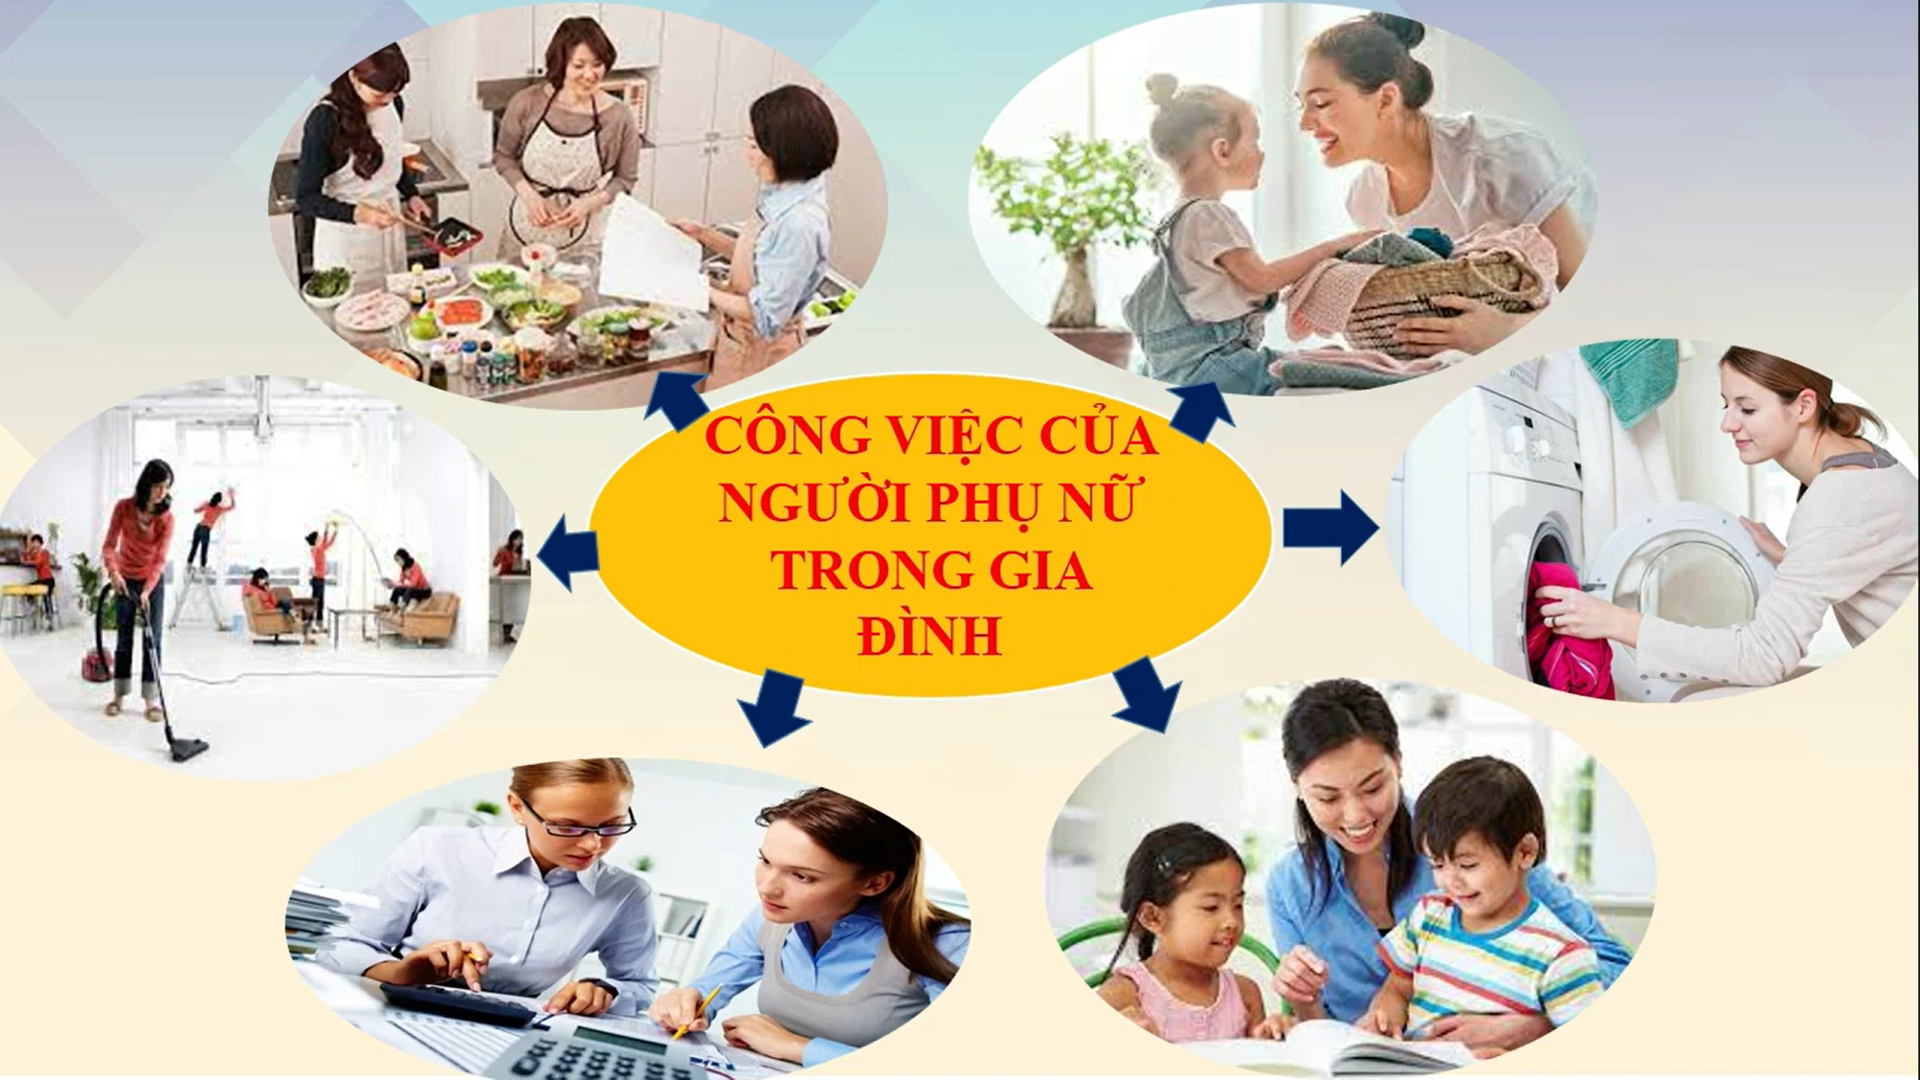 CÔNG VIỆC CỦA
NGƯỜI PHỤ NỮ
TRONG GIA
ĐÌNH